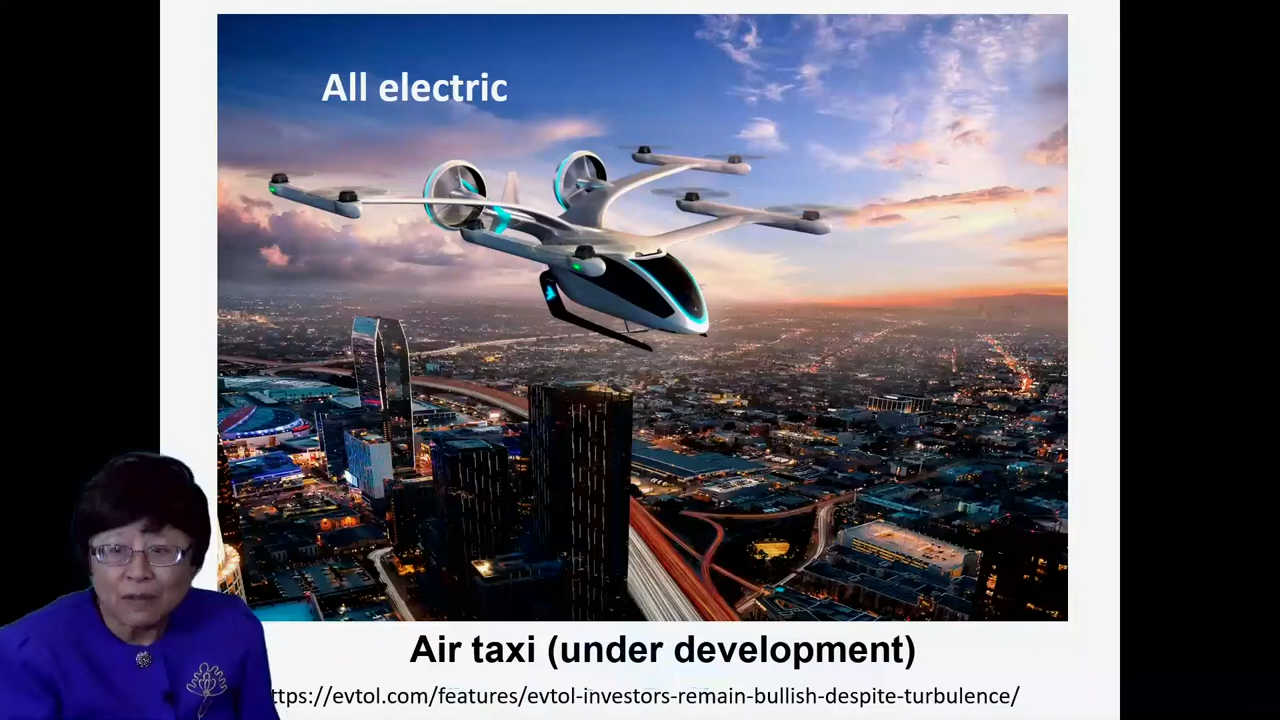 All electric
Air taxi (under development)
ttps://evtol.com/features/evtol-investors-remain-bullish-despite-turbulence/